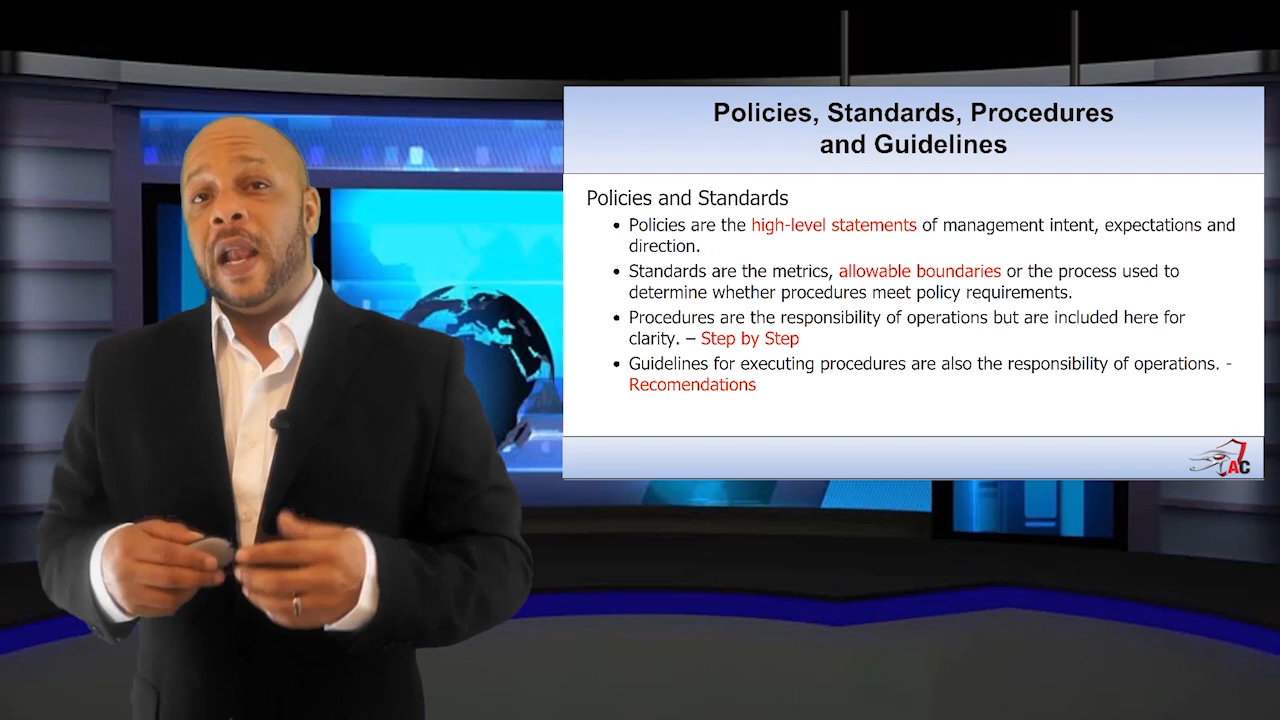 Policies, Standards, Procedures
and Guidelines
Policies and Standards
• Policies are the high-level statements of management intent, expectations and
direction.
• Standards are the metrics, allowable boundaries or the process used to
determine whether procedures meet policy requirements.
• Procedures are the responsibility of operations but are included here for
clarity. – Step by Step
• Guidelines for executing procedures are also the responsibility of operations. -
Recomendations
AC